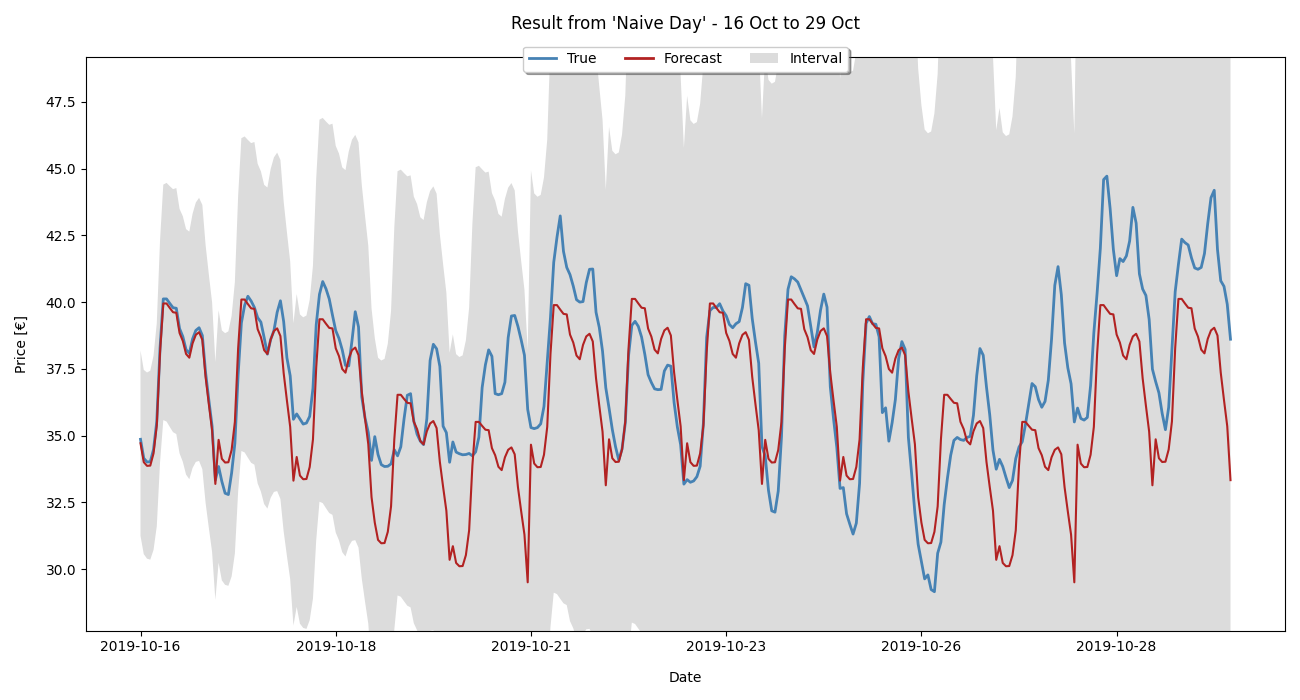 Result from 'Naive Day' - 16 Oct to 29 Oct
True Forecast Interval
47.5
45.0
42.5
40.0
37.5
35.0
32.5
30.0
Price [€]
2019-10-16 2019-10-18 2019-10-21 2019-10-23 2019-10-26 2019-10-28
Date